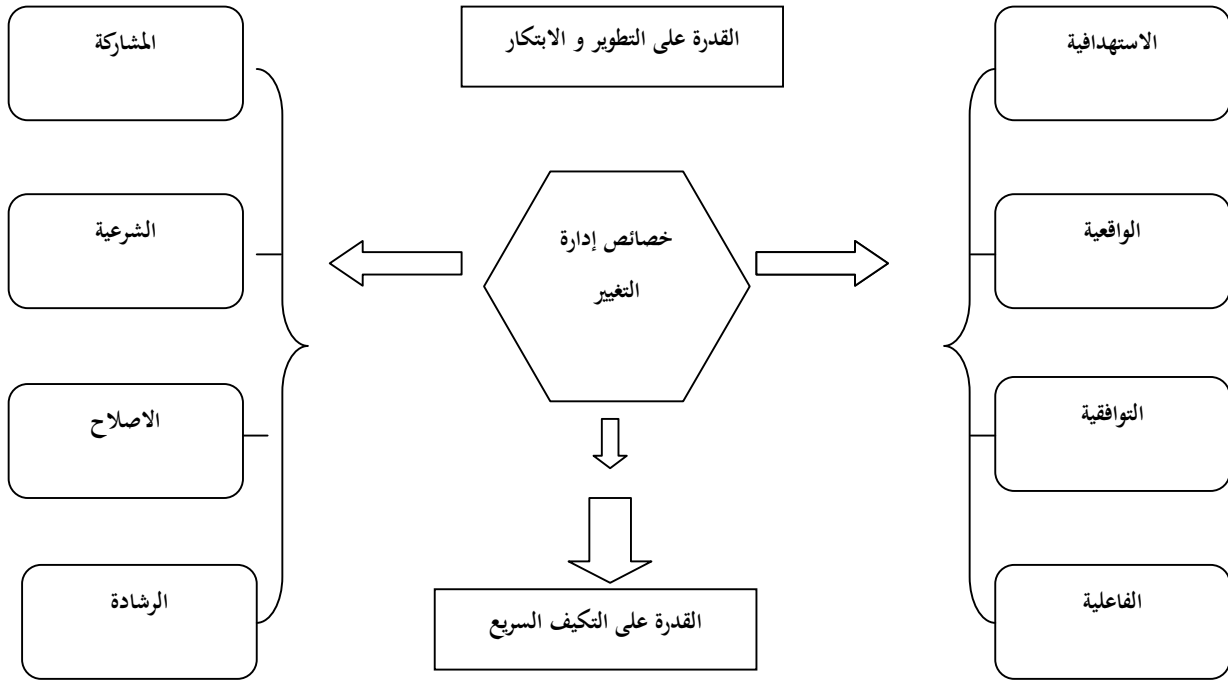 القدرة على التطوير و الابتكار
الاستهدافية
المشاركة
الواقعية
الشرعية
خصائص إدارة
التغيير
التوافقية
الاصلاح
الفاعلية
الرشادة
القدرة على التكيف السريع